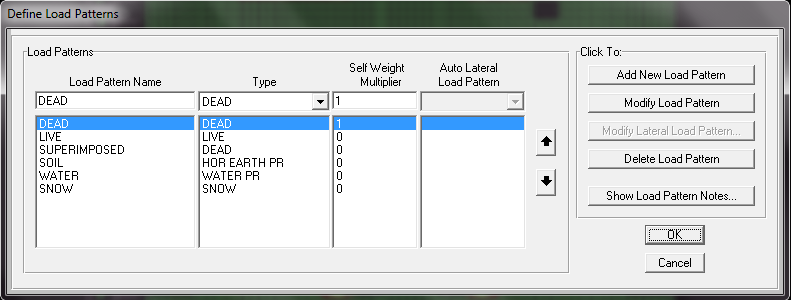 Define Load Patterns
Load Patterns
Load Pattern Name Type Self Weight Multiplier Auto Lateral Load Pattern
DEAD DEAD 1
DEAD DEAD 1
LIVE LIVE 0
SUPERIMPOSED DEAD 0
SOIL HOR EARTH PR 0
WATER WATER PR 0
SNOW SNOW 0
Click To:
Add New Load Pattern
Modify Load Pattern
Modify Lateral Load Pattern...
Delete Load Pattern
Show Load Pattern Notes...
OK
Cancel